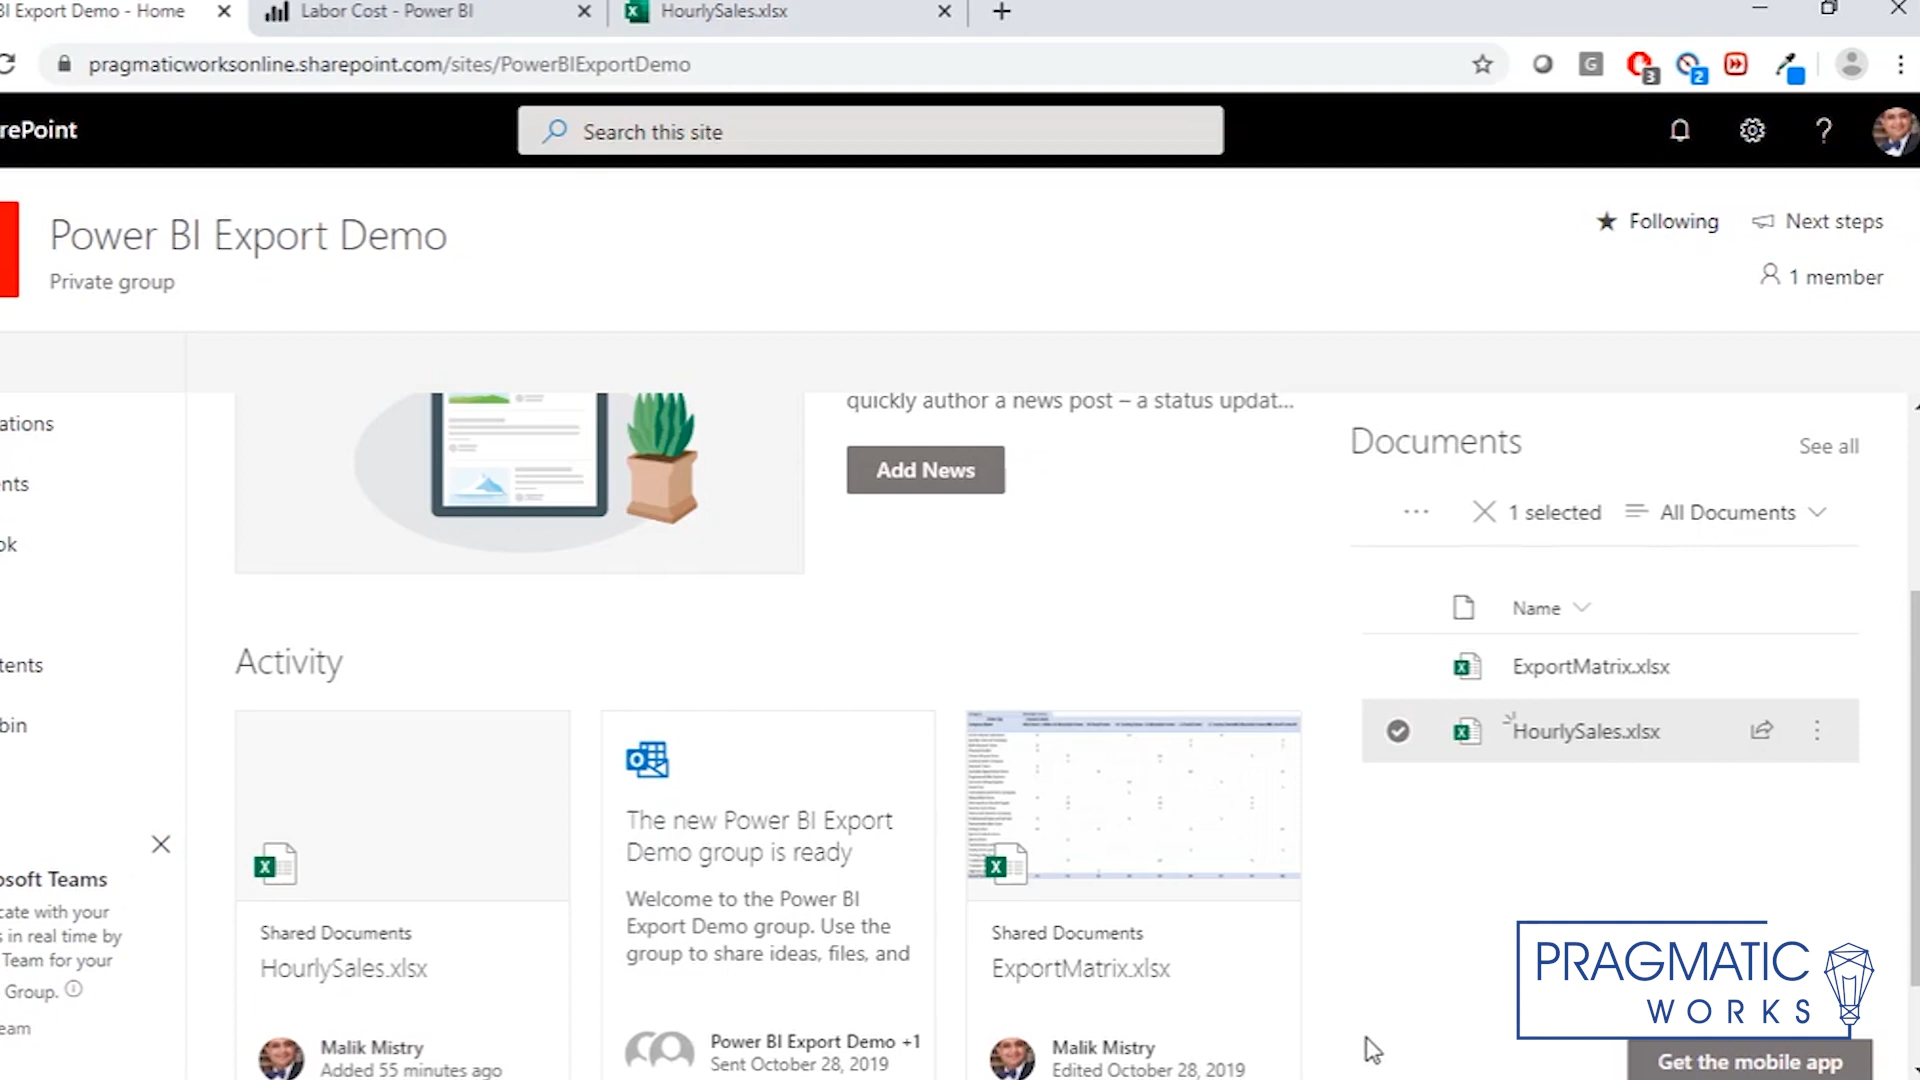 BI Export Demo - Home
Labor Cost - Power BI
HourlySales.xlsx
pragmaticworksonline.sharepoint.com/sites/PowerBIExportDemo
G
3
2
rePoint
Search this site
?
Power BI Export Demo
Private group
Following
Next steps
1 member
ations
nts
ok
tents
bin
osoft Teams
cate with your
s in real time by
Team for your
Group.
eam
quickly author a news post – a status updat...
Add News
Activity
Shared Documents
HourlySales.xlsx
Malik Mistry
Added 55 minutes ago
The new Power BI Export
Demo group is ready
Welcome to the Power BI
Export Demo group. Use the
group to share ideas, files, and
Power BI Export Demo +1
Sent October 28, 2019
Shared Documents
ExportMatrix.xlsx
Malik Mistry
Edited October 28, 2019
Documents
See all
1 selected
All Documents
Name
ExportMatrix.xlsx
HourlySales.xlsx
PRAGMATIC
WORKS
Get the mobile app